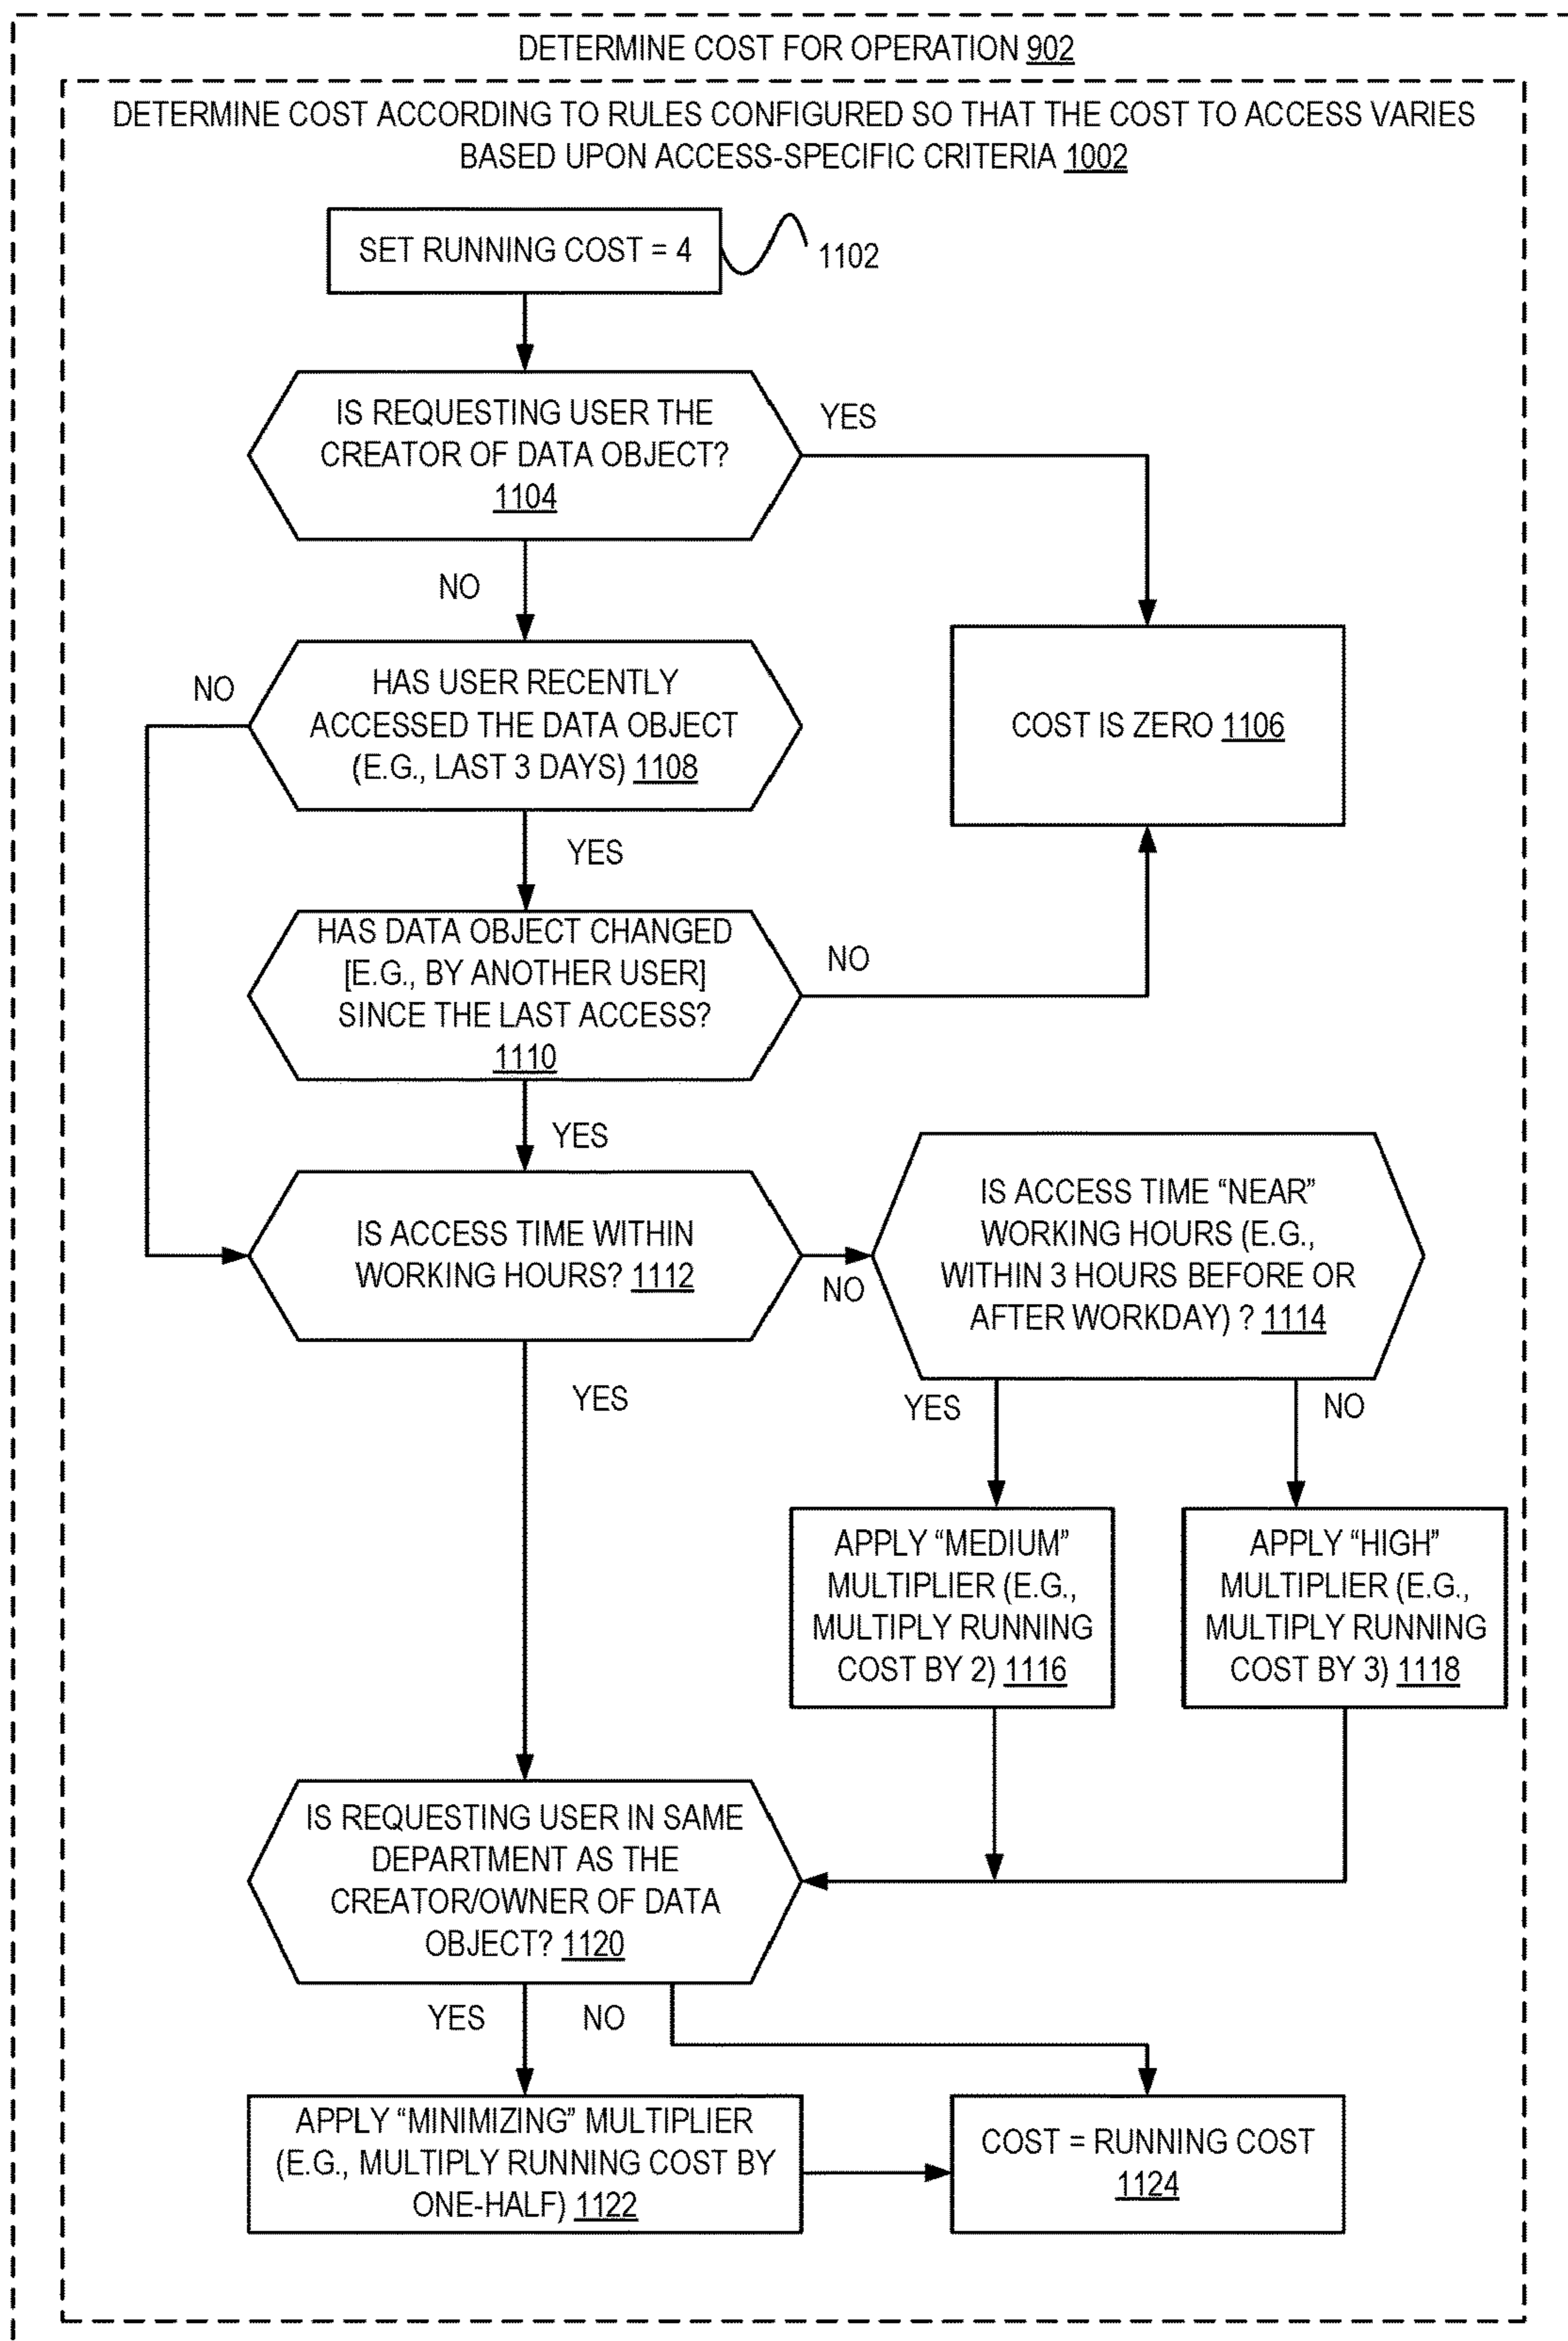 DETERMINE COST FOR OPERATION 902
DETERMINE COST ACCORDING TO RULES CONFIGURED SO THAT THE COST TO ACCESS VARIES
BASED UPON ACCESS-SPECIFIC CRITERIA 1002
SET RUNNING COST = 4
1102
IS REQUESTING USER THE
CREATOR OF DATA OBJECT?
1104
YES
NO
HAS USER RECENTLY
ACCESSED THE DATA OBJECT
(E.G., LAST 3 DAYS) 1108
NO
COST IS ZERO 1106
YES
HAS DATA OBJECT CHANGED
[E.G., BY ANOTHER USER]
SINCE THE LAST ACCESS?
1110
NO
YES
IS ACCESS TIME WITHIN
WORKING HOURS? 1112
NO
IS ACCESS TIME “NEAR”
WORKING HOURS (E.G.,
WITHIN 3 HOURS BEFORE OR
AFTER WORKDAY) ? 1114
YES
YES
NO
APPLY “MEDIUM”
MULTIPLIER (E.G.,
MULTIPLY RUNNING
COST BY 2) 1116
APPLY “HIGH”
MULTIPLIER (E.G.,
MULTIPLY RUNNING
COST BY 3) 1118
IS REQUESTING USER IN SAME
DEPARTMENT AS THE
CREATOR/OWNER OF DATA
OBJECT? 1120
YES
NO
APPLY “MINIMIZING” MULTIPLIER
(E.G., MULTIPLY RUNNING COST BY
ONE-HALF) 1122
COST = RUNNING COST
1124